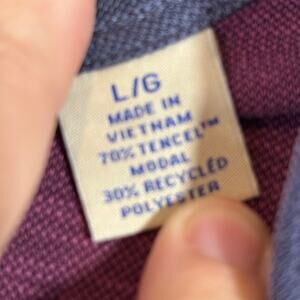 L/G
MADE IN
VIETNAM
70% TENCEL™
MODAL
30% RECYCLED
POLYESTER